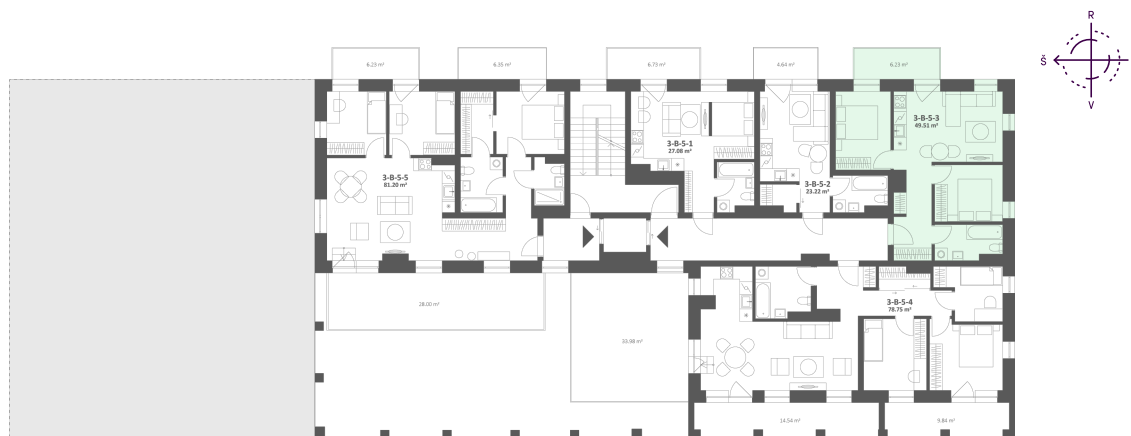 R
Š
V
6.23 m²
6.35 m²
6.73 m²
4.64 m²
6.23 m²
3-B-5-3
49.51 m²
3-B-5-1
27.08 m²
3-B-5-5
81.20 m²
3-B-5-2
23.22 m²
3-B-5-4
78.75 m²
28.00 m²
33.98 m²
14.54 m²
9.84 m²